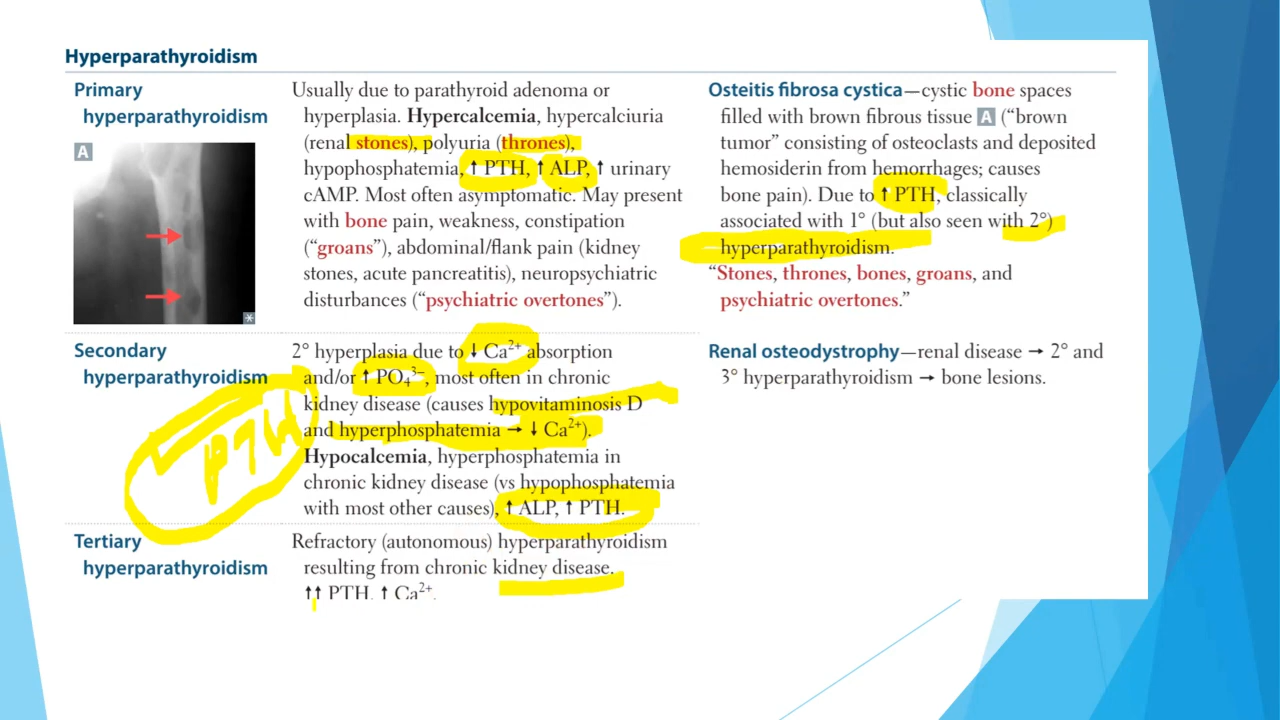 Hyperparathyroidism
Primary
hyperparathyroidism
A
*
Usually due to parathyroid adenoma or
hyperplasia. Hypercalcemia, hypercalciuria
(renal stones), polyuria (thrones),
hypophosphatemia, ↑ PTH, ↑ ALP, ↑ urinary
cAMP. Most often asymptomatic. May present
with bone pain, weakness, constipation
(“groans”), abdominal/flank pain (kidney
stones, acute pancreatitis), neuropsychiatric
disturbances (“psychiatric overtones”).
Osteitis fibrosa cystica—cystic bone spaces
filled with brown fibrous tissue A (“brown
tumor” consisting of osteoclasts and deposited
hemosiderin from hemorrhages; causes
bone pain). Due to ↑ PTH, classically
associated with 1° (but also seen with 2°)
hyperparathyroidism.
“Stones, thrones, bones, groans, and
psychiatric overtones.”
Secondary
hyperparathyroidism
PTH
2° hyperplasia due to ↓ Ca²⁺ absorption
and/or ↑ PO₄³⁻, most often in chronic
kidney disease (causes hypovitaminosis D
and hyperphosphatemia → ↓ Ca²⁺).
Hypocalcemia, hyperphosphatemia in
chronic kidney disease (vs hypophosphatemia
with most other causes), ↑ ALP, ↑ PTH.
Renal osteodystrophy—renal disease → 2° and
3° hyperparathyroidism → bone lesions.
Tertiary
hyperparathyroidism
Refractory (autonomous) hyperparathyroidism
resulting from chronic kidney disease.
↑↑ PTH, ↑ Ca²⁺.